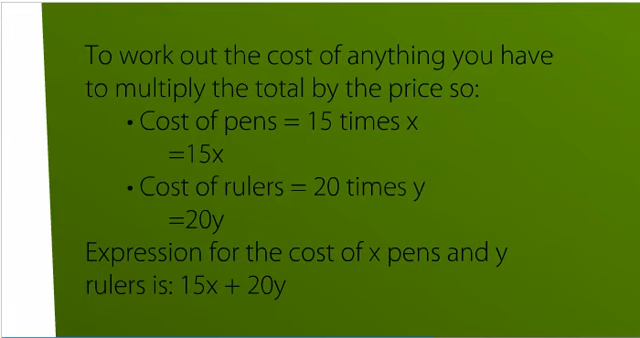 To work out the cost of anything you have
to multiply the total by the price so:
• Cost of pens = 15 times x
=15x
• Cost of rulers = 20 times y
=20y
Expression for the cost of x pens and y
rulers is: 15x + 20y